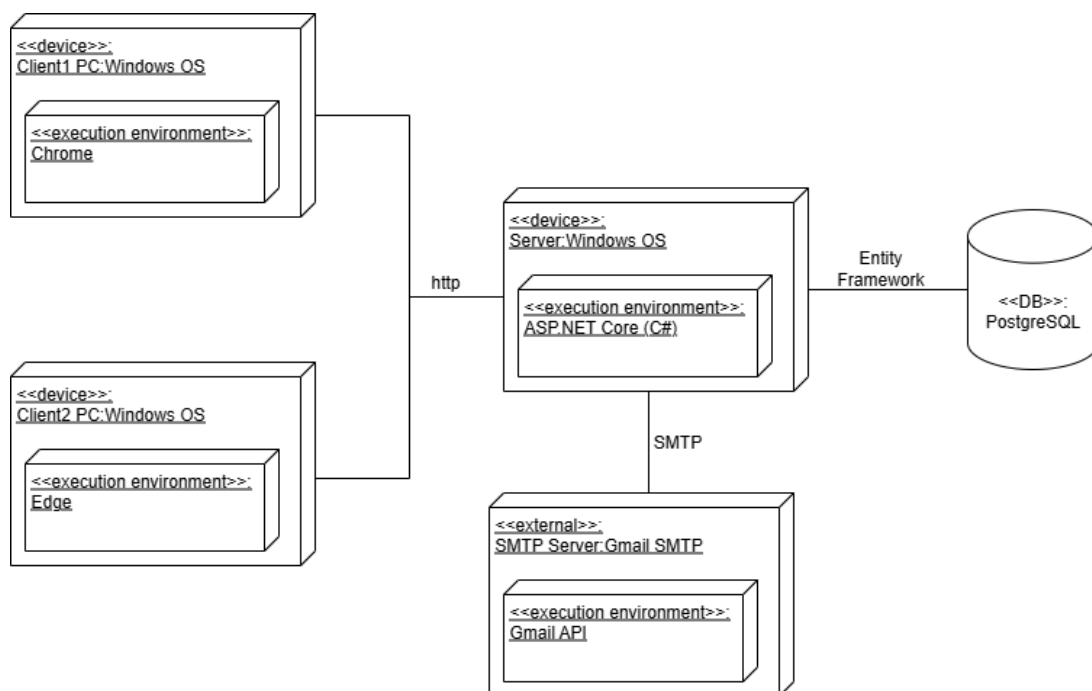 <<device>>:
Client1 PC:Windows OS
<<execution environment>>:
Chrome
<<device>>:
Client2 PC:Windows OS
<<execution environment>>:
Edge
http
<<device>>:
Server:Windows OS
<<execution environment>>:
ASP.NET Core (C#)
Entity
Framework
<<DB>>:
PostgreSQL
SMTP
<<external>>:
SMTP Server:Gmail SMTP
<<execution environment>>:
Gmail API